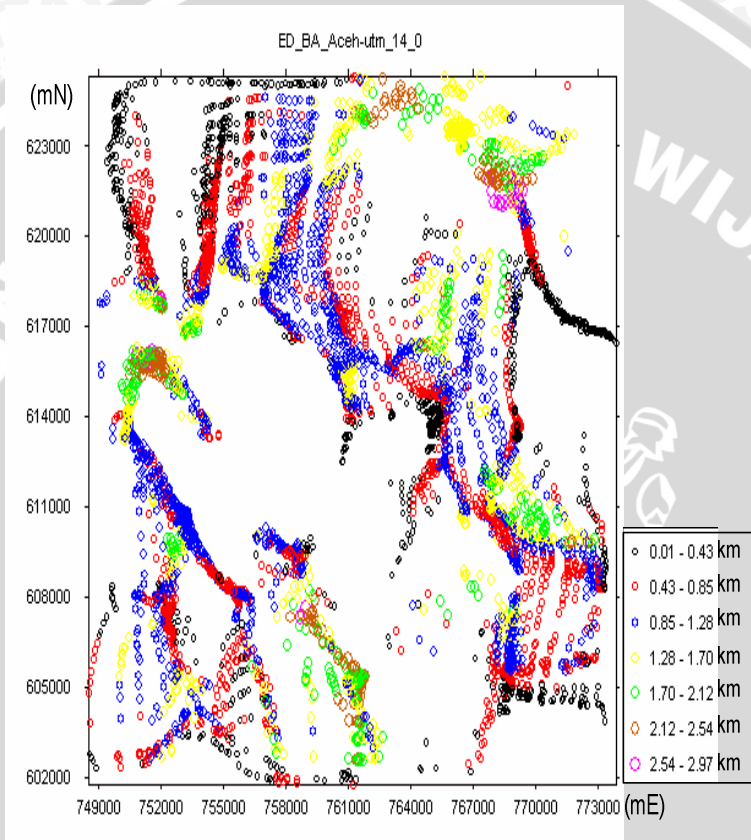 ED_BA_Aceh-utm_14_0
(mN)
623000
620000
617000
614000
611000
608000
605000
602000
749000 752000 755000 758000 761000 764000 767000 770000 773000 (mE)
0.01 - 0.43 km
0.43 - 0.85 km
0.85 - 1.28 km
1.28 - 1.70 km
1.70 - 2.12 km
2.12 - 2.54 km
2.54 - 2.97 km